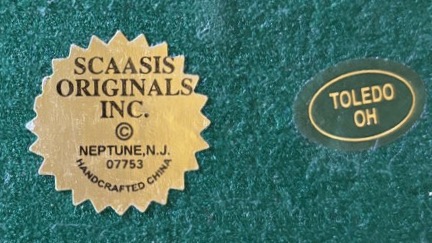 SCAASIS
ORIGINALS
INC.
©
NEPTUNE, N.J.
07753
HANDCRAFTED CHINA
TOLEDO
OH